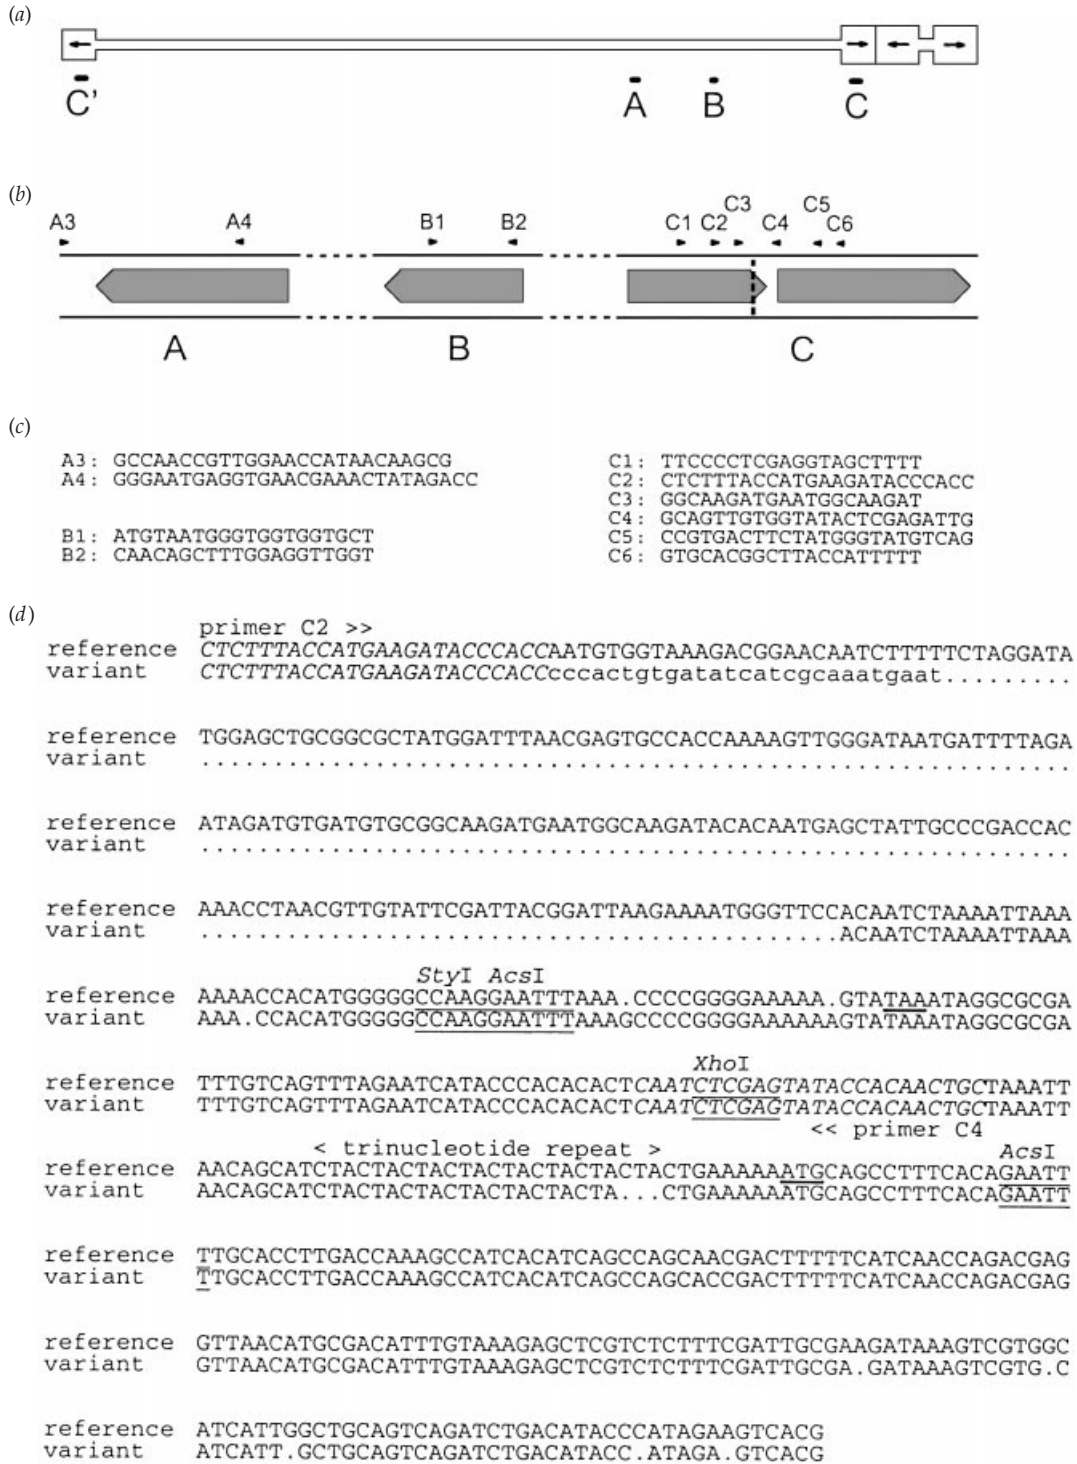 (a)
C' A B C
(b)
A3 A4 B1 B2 C1 C2 C3 C4 C5 C6
A B C
(c)
A3: GCCAACCGTTGGAACCATAACAAGCG
A4: GGGAATGAGGTGAACGAAACTATAGACC
B1: ATGTAATGGGTGGTGGTGCT
B2: CAACAGCTTTGGAGGTTGGT
C1: TTCCCCTCGAGGTAGCTTTT
C2: CTCTTTACCATGAAGATACCCACC
C3: GGCAAGATGAATGGCAAGAT
C4: GCAGTTGTGGTATACTCGAGATTG
C5: CCGTGACTTCTATGGGTATGTCAG
C6: GTGCACGGCTTACCATTTTT
(d)
primer C2 >>
reference CTCTTTACCATGAAGATACCCACCAATGTGGTAAAGACGGAACAATCTTTTTCTAGGATA
variant CTCTTTACCATGAAGATACCCACCcccactgtgatatcatcgcaaatgaat.........
reference TGGAGCTGCGGCGCTATGGATTTAACGAGTGCCACCAAAAGTTGGGATAATGATTTTAGA
variant ............................................................
reference ATAGATGTGATGTGCGGCAAGATGAATGGCAAGATACACAATGAGCTATTGCCCGACCAC
variant ............................................................
reference AAACCTAACGTTGTATTCGATTACGGATTAAGAAAATGGGTTCCACAATCTAAAATTAAA
variant ............................................ACAATCTAAAATTAAA
StyI AcsI
reference AAAACCACATGGGGGCCAAGGAATTTAAA.CCCCGGGGAAAAA.GTATAAATAGGCGCGA
variant AAA.CCACATGGGGGCCAAGGAATTTAAAGCCCCGGGGAAAAAAGTATAAATAGGCGCGA
XhoI
reference TTTGTCAGTTTAGAATCATACCCACACACTCAATCTCGAGTATACCACAACTGCTAAATT
variant TTTGTCAGTTTAGAATCATACCCACACACTCAATCTCGAGTATACCACAACTGCTAAATT
<< primer C4
< trinucleotide repeat > AcsI
reference AACAGCATCTACTACTACTACTACTACTACTACTGAAAAAATGCAGCCTTTCACAGAATT
variant AACAGCATCTACTACTACTACTACTACTA...CTGAAAAAATGCAGCCTTTCACAGAATT
reference TTGCACCTTGACCAAAGCCATCACATCAGCCAGCAACGACTTTTTCATCAACCAGACGAG
variant TTGCACCTTGACCAAAGCCATCACATCAGCCAGCACCGACTTTTTCATCAACCAGACGAG
reference GTTAACATGCGACATTTGTAAAGAGCTCGTCTCTTTCGATTGCGAAGATAAAGTCGTGGC
variant GTTAACATGCGACATTTGTAAAGAGCTCGTCTCTTTCGATTGCGA.GATAAAGTCGTG.C
reference ATCATTGGCTGCAGTCAGATCTGACATACCCATAGAAGTCACG
variant ATCATT.GCTGCAGTCAGATCTGACATACC.ATAGA.GTCACG